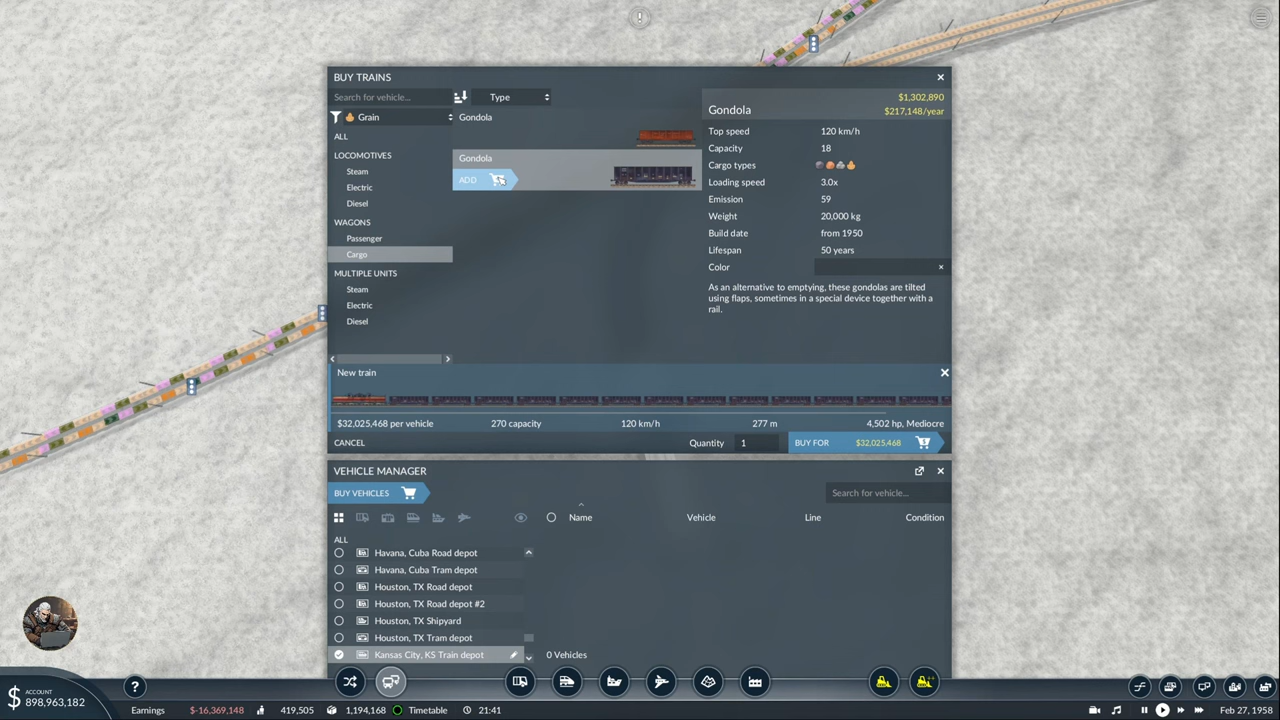 BUY TRAINS
Search for vehicle...
Type
Grain
ALL
LOCOMOTIVES
Steam
Electric
Diesel
WAGONS
Passenger
Cargo
MULTIPLE UNITS
Steam
Electric
Diesel
Gondola
Gondola
ADD
Gondola
$1,302,890
$217,148/year
Top speed 120 km/h
Capacity 18
Cargo types
Loading speed 3.0x
Emission 59
Weight 20,000 kg
Build date from 1950
Lifespan 50 years
Color
As an alternative to emptying, these gondolas are tilted
using flaps, sometimes in a special device together with a
rail.
New train
$32,025,468 per vehicle 270 capacity 120 km/h 277 m 4,502 hp, Mediocre
CANCEL Quantity 1 BUY FOR $32,025,468
VEHICLE MANAGER
BUY VEHICLES
Search for vehicle...
Name Vehicle Line Condition
ALL
Havana, Cuba Road depot
Havana, Cuba Tram depot
Houston, TX Road depot
Houston, TX Road depot #2
Houston, TX Shipyard
Houston, TX Tram depot
Kansas City, KS Train depot
0 Vehicles
ACCOUNT
$ 898,963,182
?
Earnings $-16,369,148 419,505 1,194,168 Timetable 21:41 Feb 27, 1958